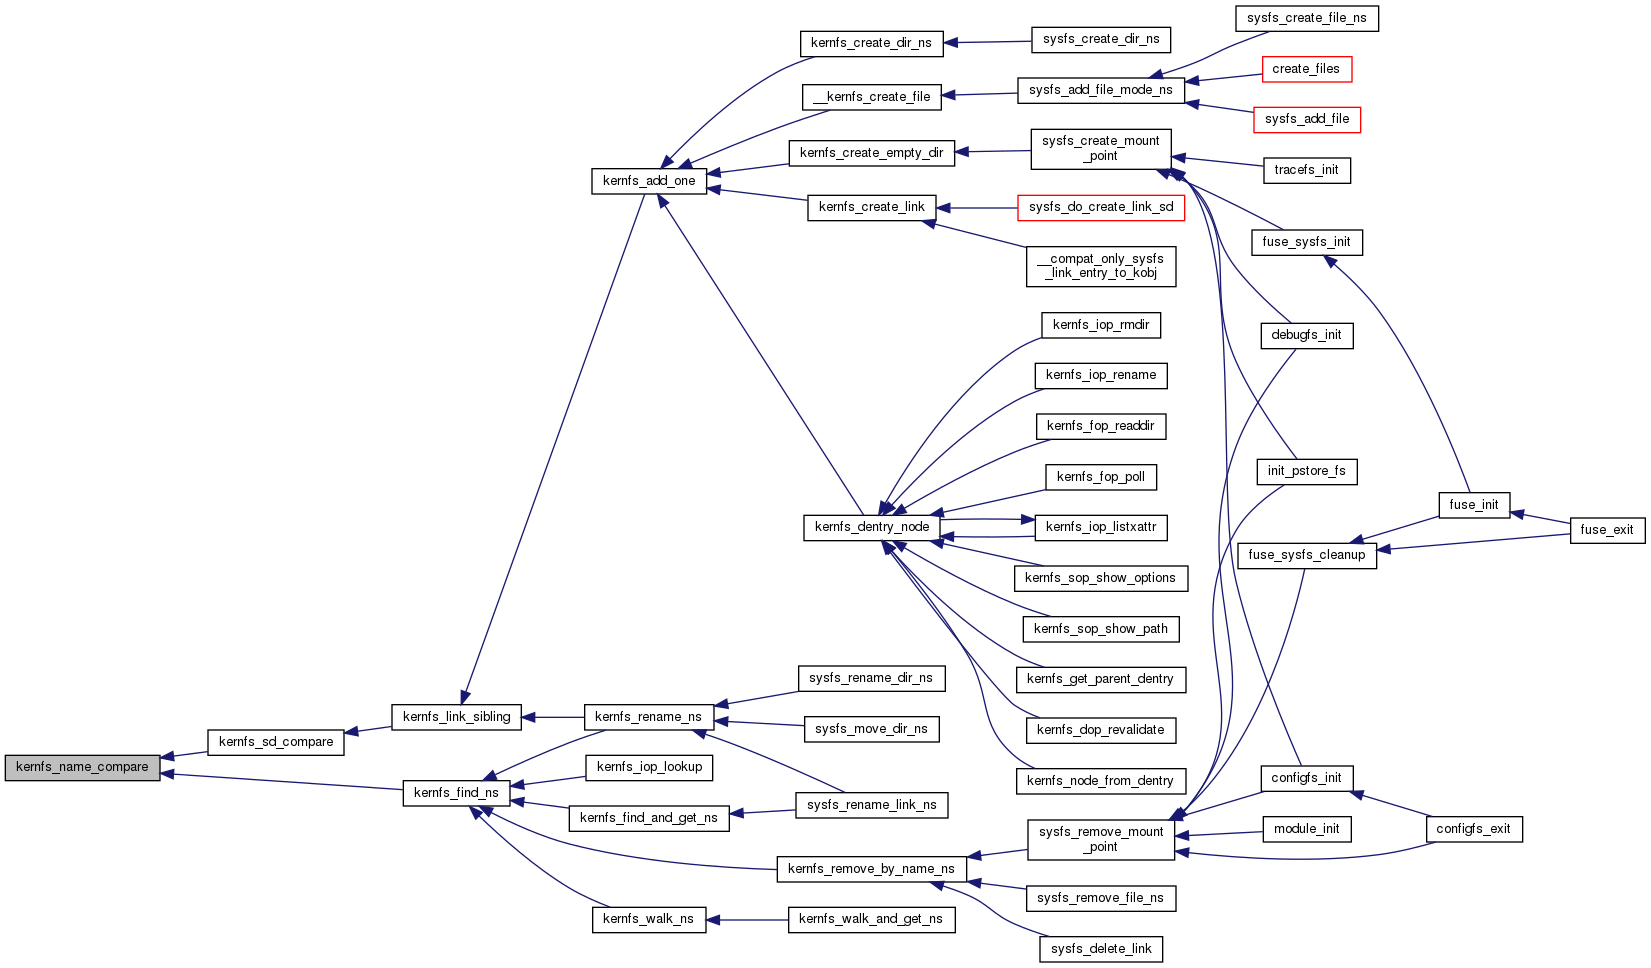 sysfs_create_file_ns
kernfs_create_dir_ns
sysfs_create_dir_ns
create_files
__kernfs_create_file
sysfs_add_file_mode_ns
sysfs_add_file
kernfs_create_empty_dir
sysfs_create_mount
_point
tracefs_init
kernfs_add_one
kernfs_create_link
sysfs_do_create_link_sd
fuse_sysfs_init
__compat_only_sysfs
_link_entry_to_kobj
kernfs_iop_rmdir
debugfs_init
kernfs_iop_rename
kernfs_fop_readdir
kernfs_fop_poll
init_pstore_fs
fuse_init
kernfs_dentry_node
kernfs_iop_listxattr
fuse_exit
fuse_sysfs_cleanup
kernfs_sop_show_options
kernfs_sop_show_path
kernfs_get_parent_dentry
sysfs_rename_dir_ns
kernfs_link_sibling
kernfs_rename_ns
sysfs_move_dir_ns
kernfs_dop_revalidate
kernfs_sd_compare
kernfs_name_compare
kernfs_iop_lookup
kernfs_node_from_dentry
configfs_init
kernfs_find_ns
sysfs_rename_link_ns
kernfs_find_and_get_ns
sysfs_remove_mount
_point
module_init
configfs_exit
kernfs_remove_by_name_ns
sysfs_remove_file_ns
kernfs_walk_ns
kernfs_walk_and_get_ns
sysfs_delete_link